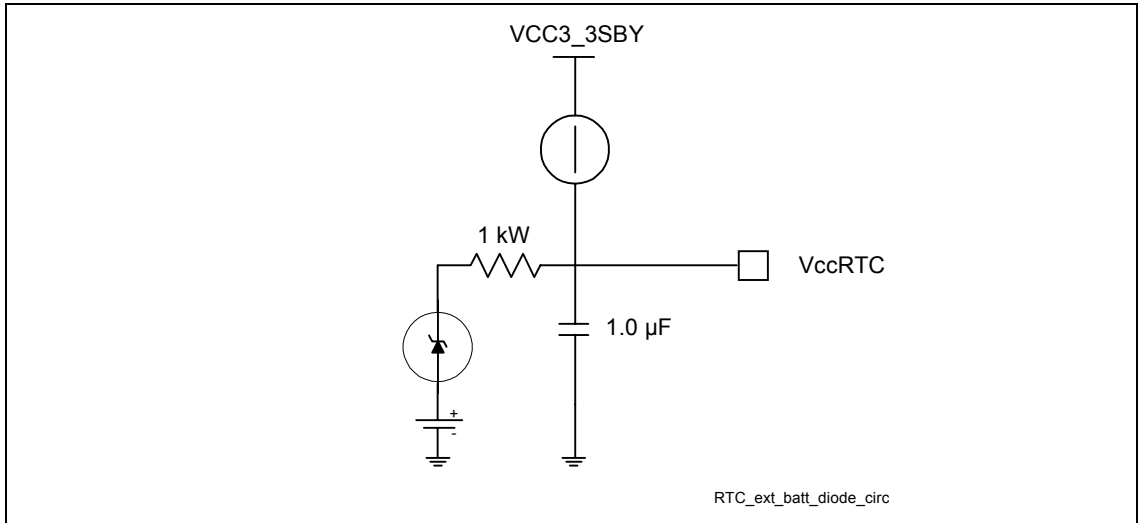 VCC3_3SBY
1 kW
VccRTC
1.0 µF
+
-
RTC_ext_batt_diode_circ